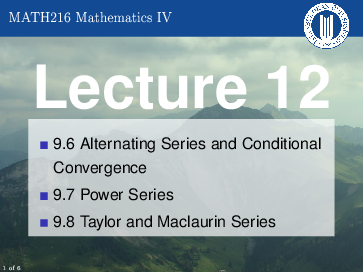 MATH216 Mathematics IV
Lecture 12
9.6 Alternating Series and Conditional
Convergence
9.7 Power Series
9.8 Taylor and Maclaurin Series
1 of 6